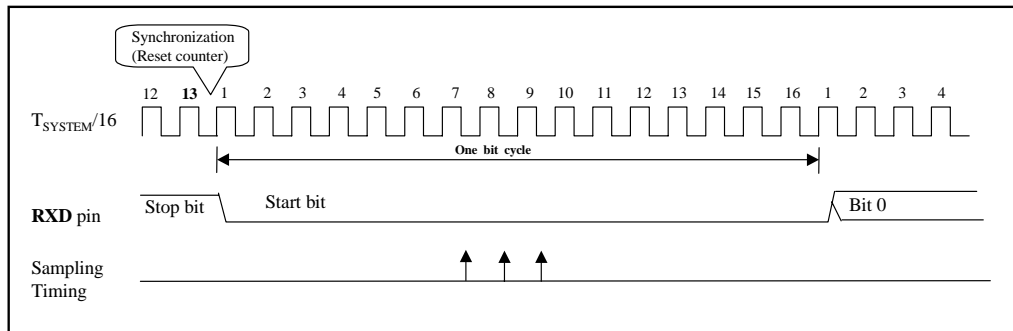 Synchronization
(Reset counter)
12 13 1 2 3 4 5 6 7 8 9 10 11 12 13 14 15 16 1 2 3 4
TSYSTEM/16
One bit cycle
RXD pin Stop bit Start bit Bit 0
Sampling
Timing